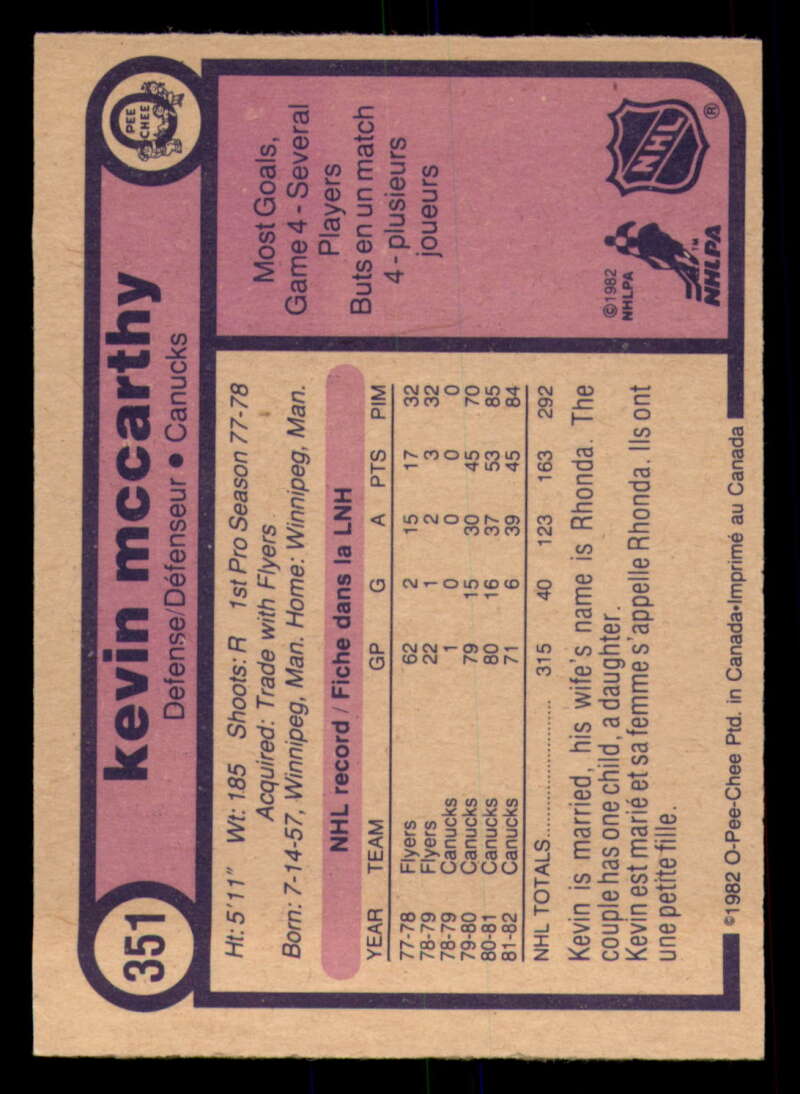 351
kevin mccarthy
PEE
CHEE
Defense/Défenseur • Canucks
Ht: 5'11" Wt: 185 Shoots: R 1st Pro Season 77-78
Acquired: Trade with Flyers
Born: 7-14-57, Winnipeg, Man. Home: Winnipeg, Man.
NHL record / Fiche dans la LNH
YEAR TEAM GP G A PTS PIM
77-78 Flyers 62 2 15 17 32
78-79 Flyers 22 1 2 3 32
78-79 Canucks 1 0 0 0 0
79-80 Canucks 79 15 30 45 70
80-81 Canucks 80 16 37 53 85
81-82 Canucks 71 6 39 45 84
NHL TOTALS.................... 315 40 123 163 292
Kevin is married, his wife's name is Rhonda. The
couple has one child, a daughter.
Kevin est marié et sa femme s'appelle Rhonda. Ils ont
une petite fille.
Most Goals,
Game 4 - Several
Players
Buts en un match
4 - plusieurs
joueurs
©1982
NHLPA
NHL
®
™
NHLPA
©1982 O-Pee-Chee Ptd. in Canada•Imprimé au Canada